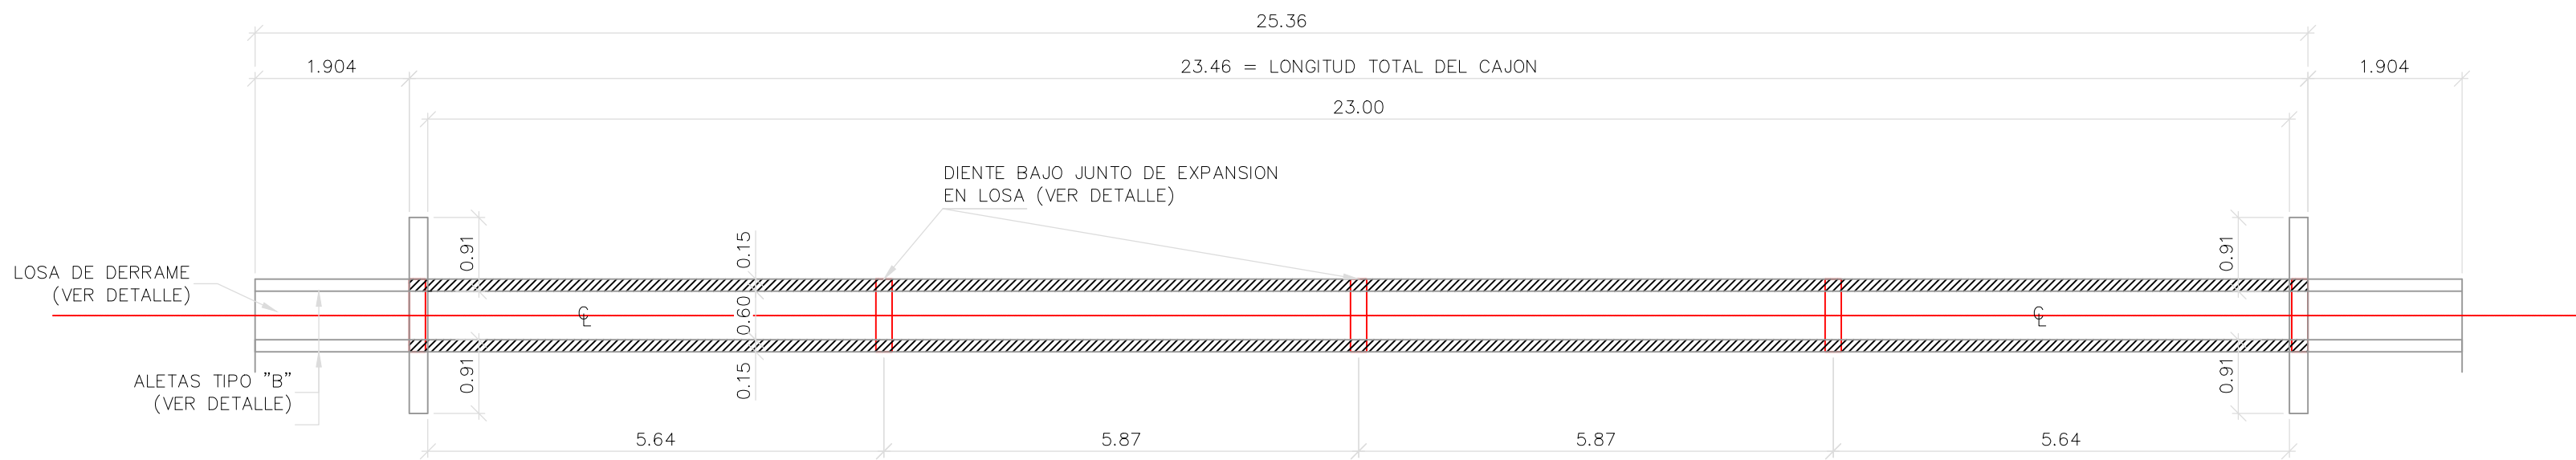 25.36
1.904
23.46 = LONGITUD TOTAL DEL CAJON
1.904
23.00
DIENTE BAJO JUNTO DE EXPANSION
EN LOSA (VER DETALLE)
0.91
0.15
0.91
LOSA DE DERRAME
(VER DETALLE)
0.60
℄
℄
ALETAS TIPO "B"
(VER DETALLE)
0.91
0.15
0.91
5.64
5.87
5.87
5.64